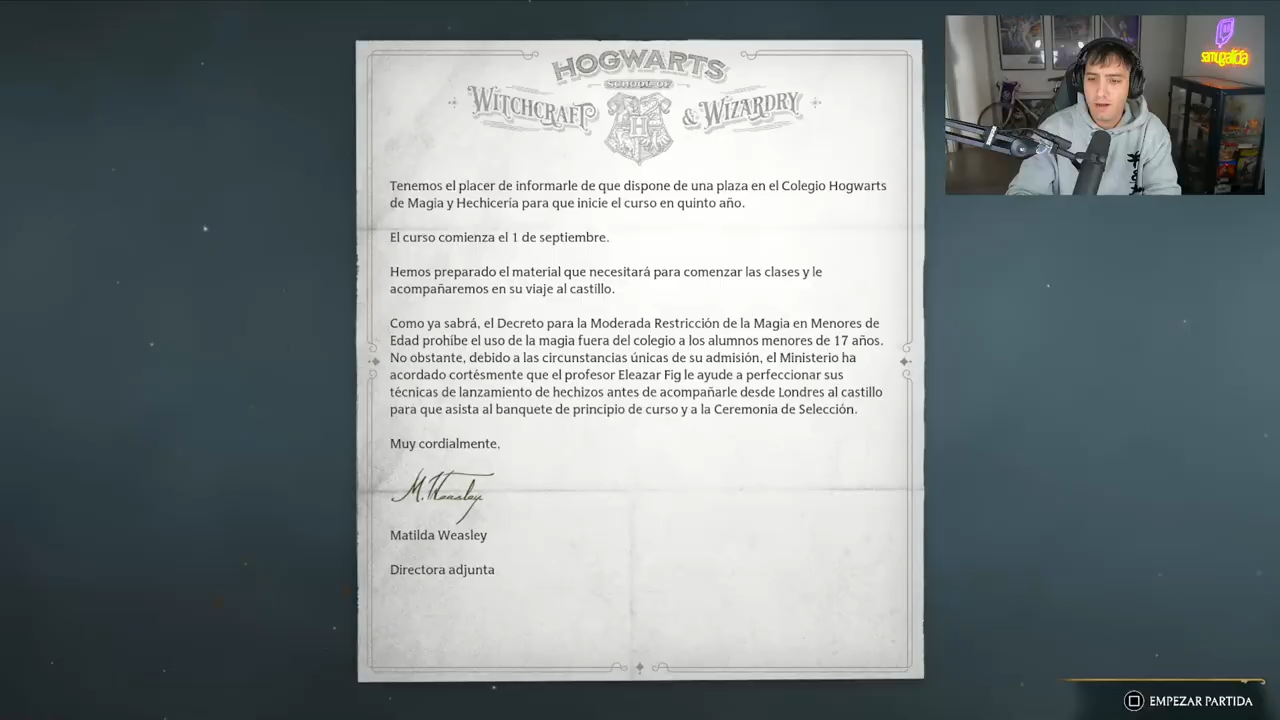 HOGWARTS
SCHOOL OF
WITCHCRAFT & WIZARDRY
H
Tenemos el placer de informarle de que dispone de una plaza en el Colegio Hogwarts
de Magia y Hechicería para que inicie el curso en quinto año.
El curso comienza el 1 de septiembre.
Hemos preparado el material que necesitará para comenzar las clases y le
acompañaremos en su viaje al castillo.
Como ya sabrá, el Decreto para la Moderada Restricción de la Magia en Menores de
Edad prohíbe el uso de la magia fuera del colegio a los alumnos menores de 17 años.
No obstante, debido a las circunstancias únicas de su admisión, el Ministerio ha
acordado cortésmente que el profesor Eleazar Fig le ayude a perfeccionar sus
técnicas de lanzamiento de hechizos antes de acompañarle desde Londres al castillo
para que asista al banquete de principio de curso y a la Ceremonia de Selección.
Muy cordialmente,
M. Weasley
Matilda Weasley
Directora adjunta
EMPEZAR PARTIDA